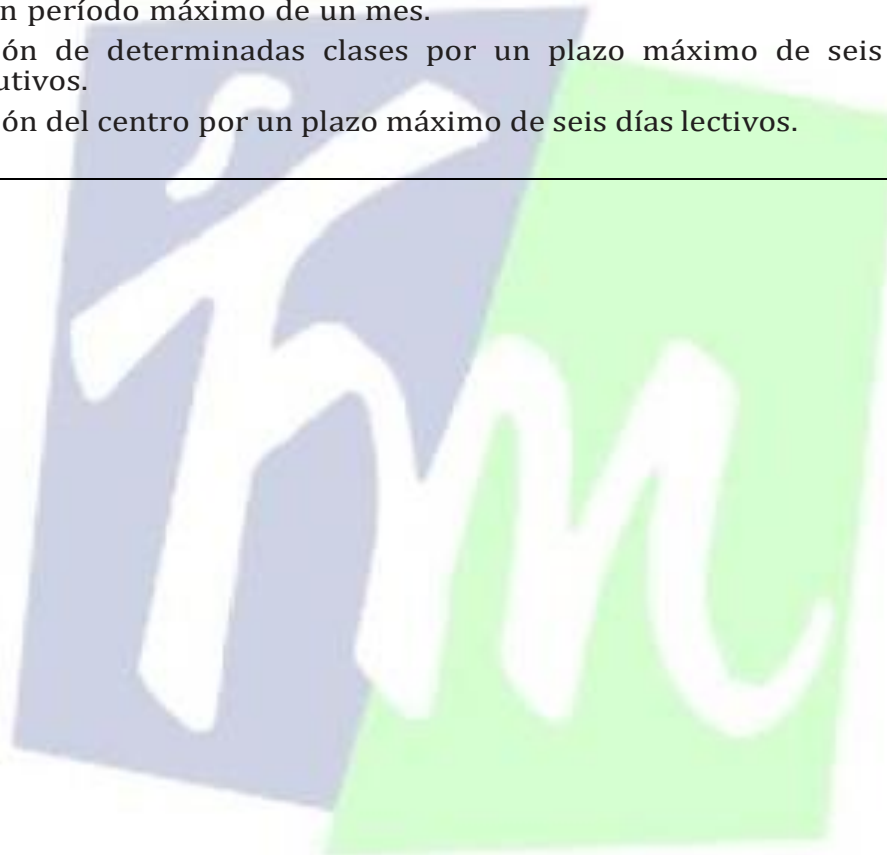 n período máximo de un mes.
ón de determinadas clases por un plazo máximo de seis
utivos.
ón del centro por un plazo máximo de seis días lectivos.